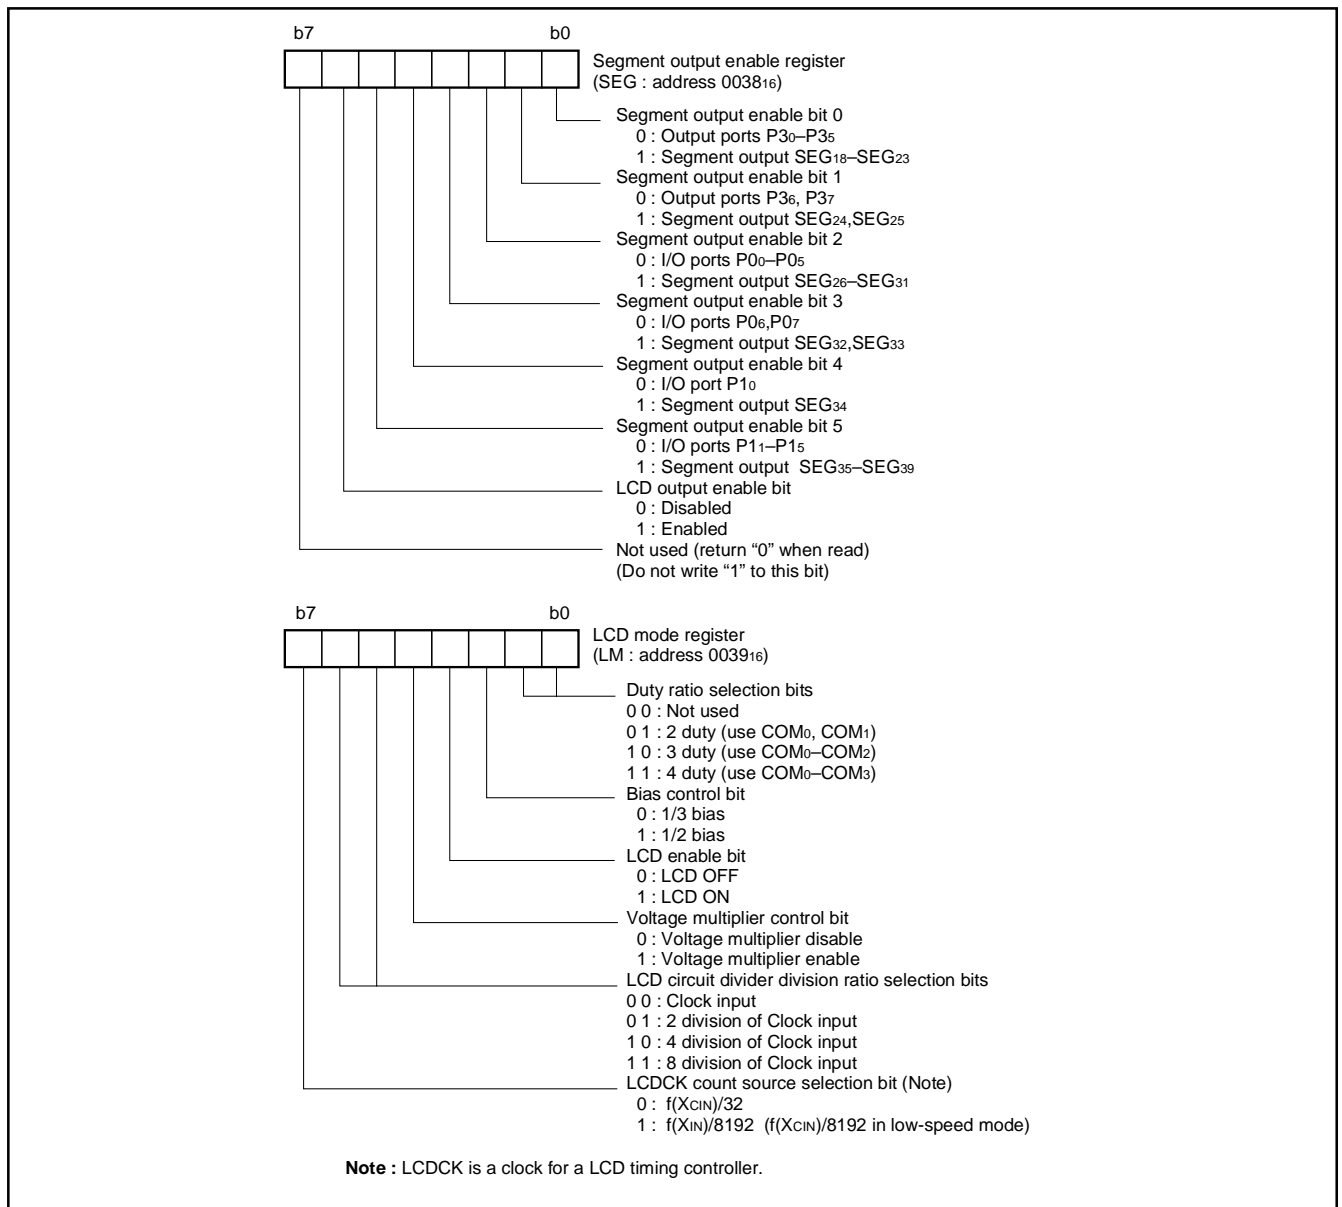 b7 b0
Segment output enable register
(SEG : address 003816)
Segment output enable bit 0
0 : Output ports P30–P35
1 : Segment output SEG18–SEG23
Segment output enable bit 1
0 : Output ports P36, P37
1 : Segment output SEG24,SEG25
Segment output enable bit 2
0 : I/O ports P00–P05
1 : Segment output SEG26–SEG31
Segment output enable bit 3
0 : I/O ports P06,P07
1 : Segment output SEG32,SEG33
Segment output enable bit 4
0 : I/O port P10
1 : Segment output SEG34
Segment output enable bit 5
0 : I/O ports P11–P15
1 : Segment output SEG35–SEG39
LCD output enable bit
0 : Disabled
1 : Enabled
Not used (return “0” when read)
(Do not write “1” to this bit)
b7 b0
LCD mode register
(LM : address 003916)
Duty ratio selection bits
0 0 : Not used
0 1 : 2 duty (use COM0, COM1)
1 0 : 3 duty (use COM0–COM2)
1 1 : 4 duty (use COM0–COM3)
Bias control bit
0 : 1/3 bias
1 : 1/2 bias
LCD enable bit
0 : LCD OFF
1 : LCD ON
Voltage multiplier control bit
0 : Voltage multiplier disable
1 : Voltage multiplier enable
LCD circuit divider division ratio selection bits
0 0 : Clock input
0 1 : 2 division of Clock input
1 0 : 4 division of Clock input
1 1 : 8 division of Clock input
LCDCK count source selection bit (Note)
0 : f(XCIN)/32
1 : f(XIN)/8192 (f(XCIN)/8192 in low-speed mode)
Note : LCDCK is a clock for a LCD timing controller.